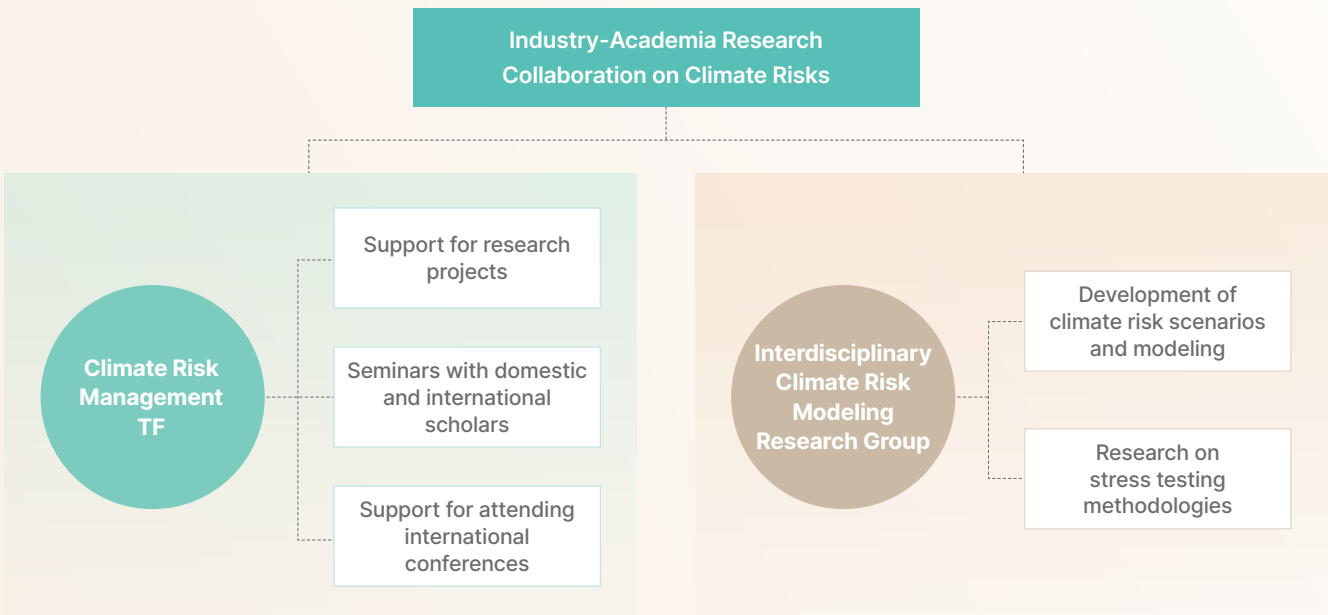 Industry-Academia Research
Collaboration on Climate Risks
Climate Risk
Management
TF
Support for research
projects
Seminars with domestic
and international
scholars
Support for attending
international
conferences
Interdisciplinary
Climate Risk
Modeling
Research Group
Development of
climate risk scenarios
and modeling
Research on
stress testing
methodologies